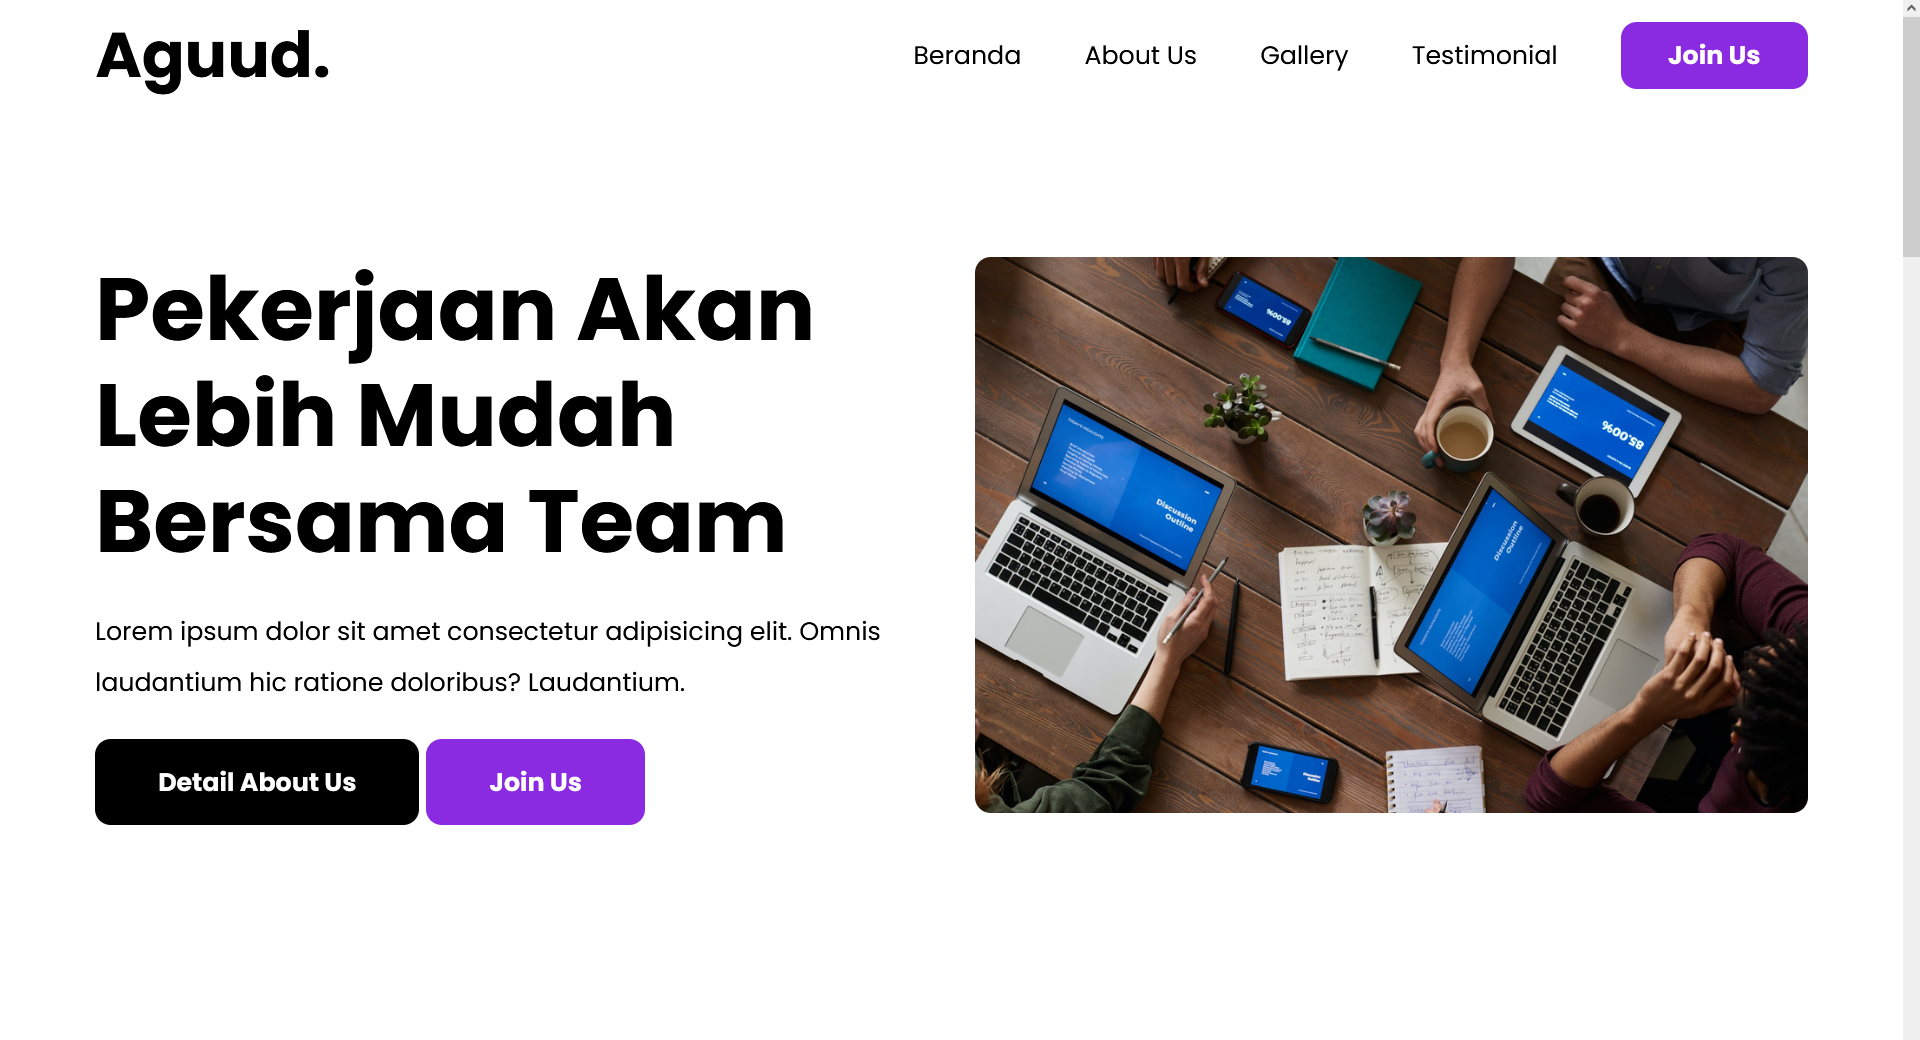 Aguud.
Beranda
About Us
Gallery
Testimonial
Join Us
Pekerjaan Akan
Lebih Mudah
Bersama Team
Lorem ipsum dolor sit amet consectetur adipisicing elit. Omnis
laudantium hic ratione doloribus? Laudantium.
Detail About Us
Join Us
85.00%
85.00%
Discussion
Outline
Discussion
Outline